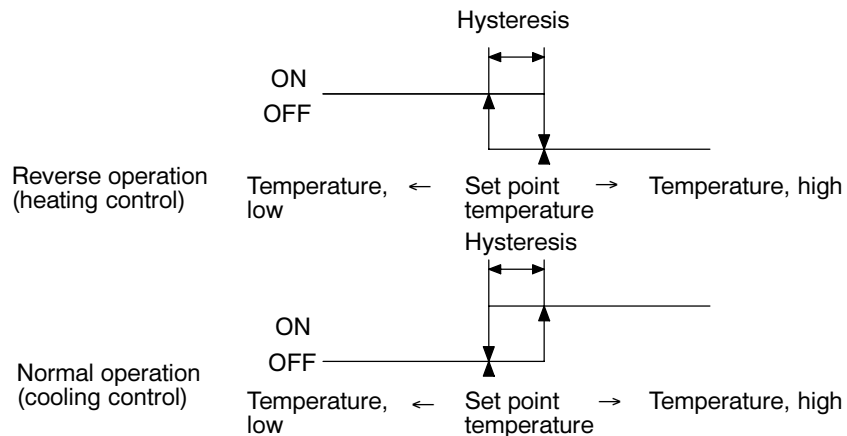 Hysteresis
ON
OFF
Reverse operation
(heating control)
Temperature, ← Set point → Temperature, high
low temperature
Hysteresis
ON
OFF
Normal operation
(cooling control)
Temperature, ← Set point → Temperature, high
low temperature